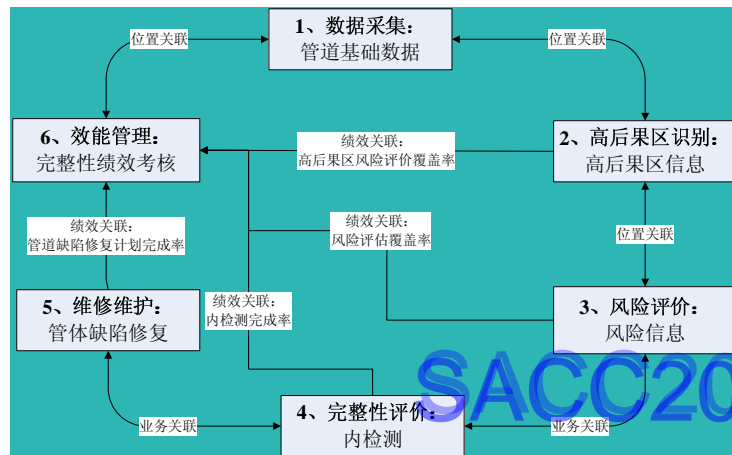 1、数据采集：
管道基础数据
位置关联
位置关联
6、效能管理：
完整性绩效考核
绩效关联：
高后果区风险评价覆盖率
2、高后果区识别：
高后果区信息
绩效关联：
管道缺陷修复计划完成率
绩效关联：
风险评估覆盖率
位置关联
5、维修维护：
管体缺陷修复
绩效关联：
内检测完成率
3、风险评价：
风险信息
SACC20
业务关联
4、完整性评价：
内检测
业务关联